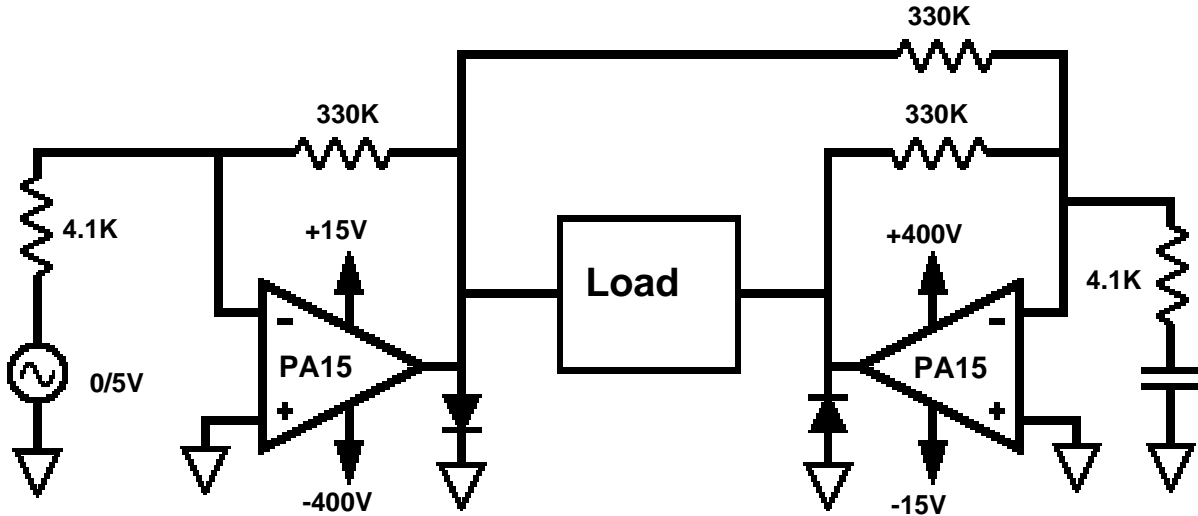 330K
330K
330K
4.1K
+15V
+400V
Load
4.1K
−
−
PA15
PA15
0/5V
+
+
-400V
-15V